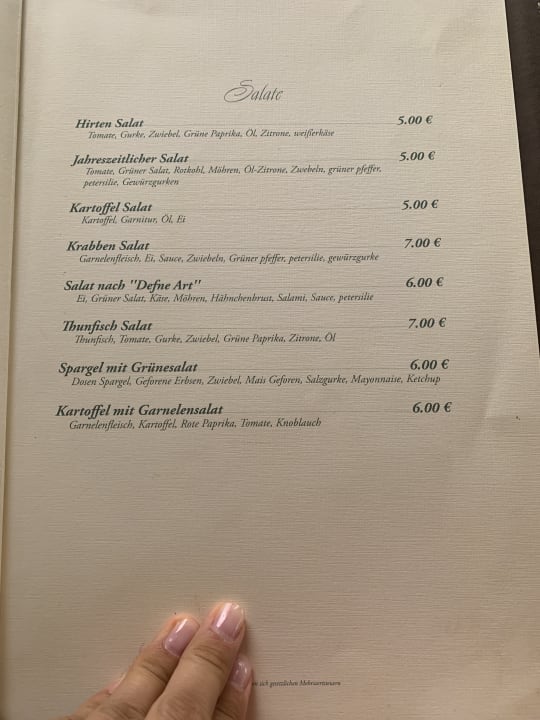 Salate
Hirten Salat 5.00 €
Tomate, Gurke, Zwiebel, Grüne Paprika, Öl, Zitrone, weißerkäse
Jahreszeitlicher Salat 5.00 €
Tomate, Grüner Salat, Rotkohl, Möhren, Öl-Zitrone, Zwebeln, grüner pfeffer,
petersilie, Gewürzgurken
Kartoffel Salat 5.00 €
Kartoffel, Garnitur, Öl, Ei
Krabben Salat 7.00 €
Garnelenfleisch, Ei, Sauce, Zwiebeln, Grüner pfeffer, petersilie, gewürzgurke
Salat nach "Defne Art" 6.00 €
Ei, Grüner Salat, Käse, Möhren, Hähnchenbrust, Salami, Sauce, petersilie
Thunfisch Salat 7.00 €
Thunfisch, Tomate, Gurke, Zwiebel, Grüne Paprika, Zitrone, Öl
Spargel mit Grünesalat 6.00 €
Dosen Spargel, Geforene Erbsen, Zwiebel, Mais Geforen, Salzgurke, Mayonnaise, Ketchup
Kartoffel mit Garnelensalat 6.00 €
Garnelenfleisch, Kartoffel, Rote Paprika, Tomate, Knoblauch
sich gesetzlichen Mehrwertsteuern